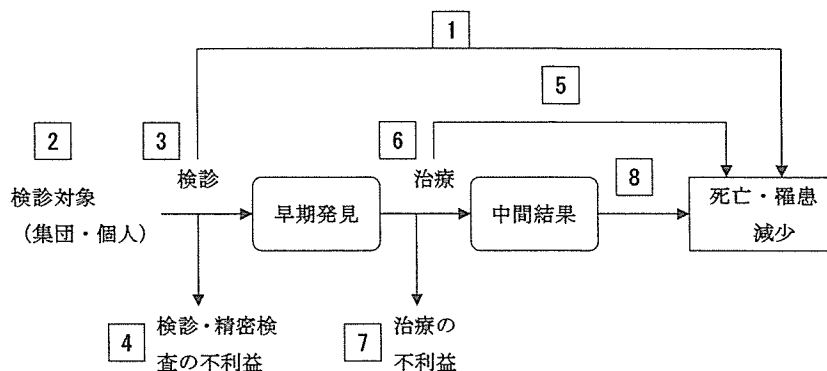 1
5
2
3
6
検診
治療
8
検診対象
(集団・個人)
早期発見
中間結果
死亡・罹患
減少
4
検診・精密検
査の不利益
7
治療の
不利益